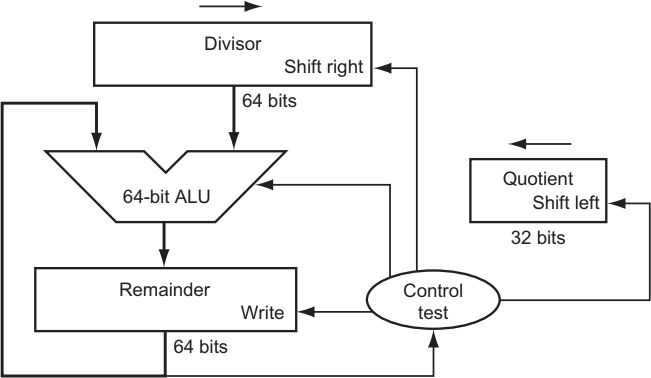 Divisor
Shift right
64 bits
64-bit ALU
Quotient
Shift left
32 bits
Remainder
Write
Control
test
64 bits